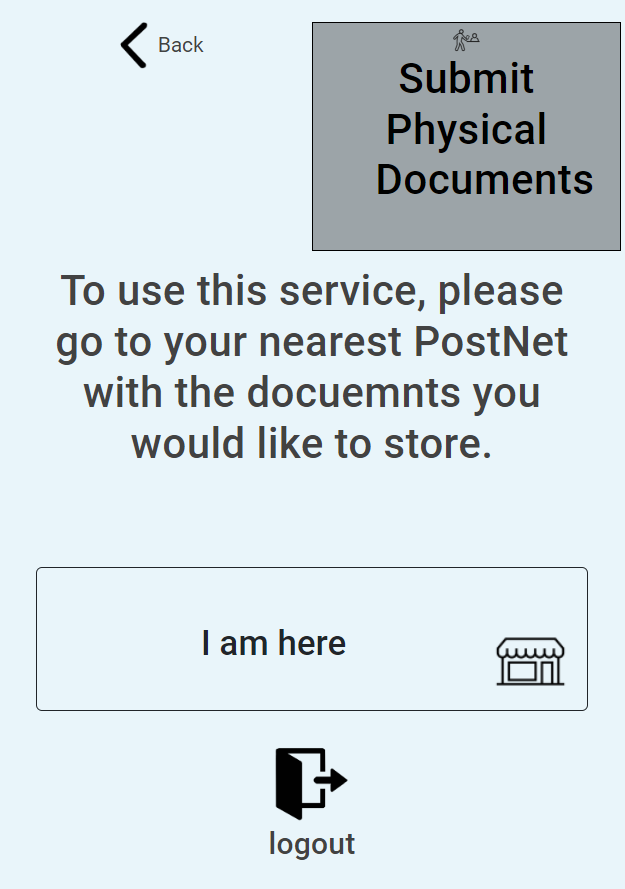 Back
Submit
Physical
Documents
To use this service, please
go to your nearest PostNet
with the docuemnts you
would like to store.
I am here
logout